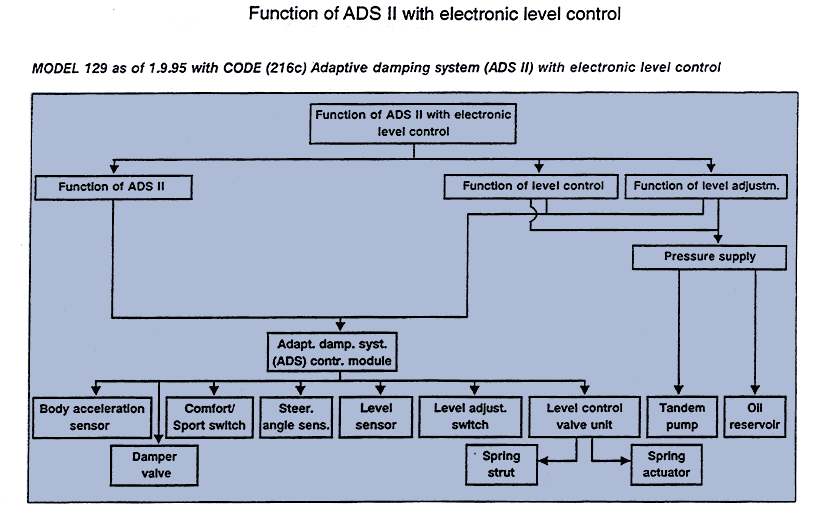 Function of ADS II with electronic level control
MODEL 129 as of 1.9.95 with CODE (216c) Adaptive damping system (ADS II) with electronic level control
Function of ADS II with electronic
level control
Function of ADS II
Function of level control
Function of level adjustm.
Pressure supply
Adapt. damp. syst.
(ADS) contr. module
Body acceleration
sensor
Comfort/
Sport switch
Steer.
angle sens.
Level
sensor
Level adjust.
switch
Level control
valve unit
Tandem
pump
Oil
reservoir
Damper
valve
Spring
strut
Spring
actuator